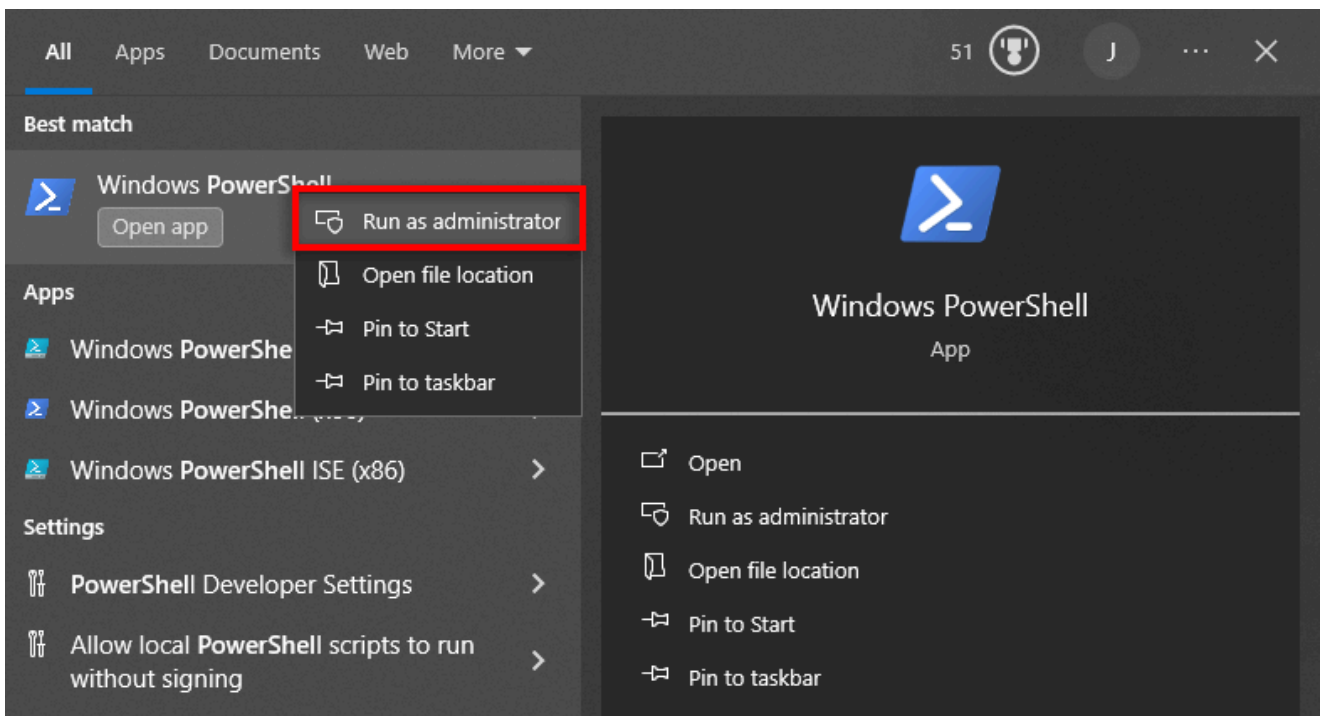 All Apps Documents Web More
51 J ...
Best match
Windows PowerShell
Open app
Run as administrator
Open file location
Pin to Start
Pin to taskbar
Apps
Windows PowerShe
Windows PowerShe
Windows PowerShell ISE (x86)
Settings
PowerShell Developer Settings
Allow local PowerShell scripts to run
without signing
Windows PowerShell
App
Open
Run as administrator
Open file location
Pin to Start
Pin to taskbar